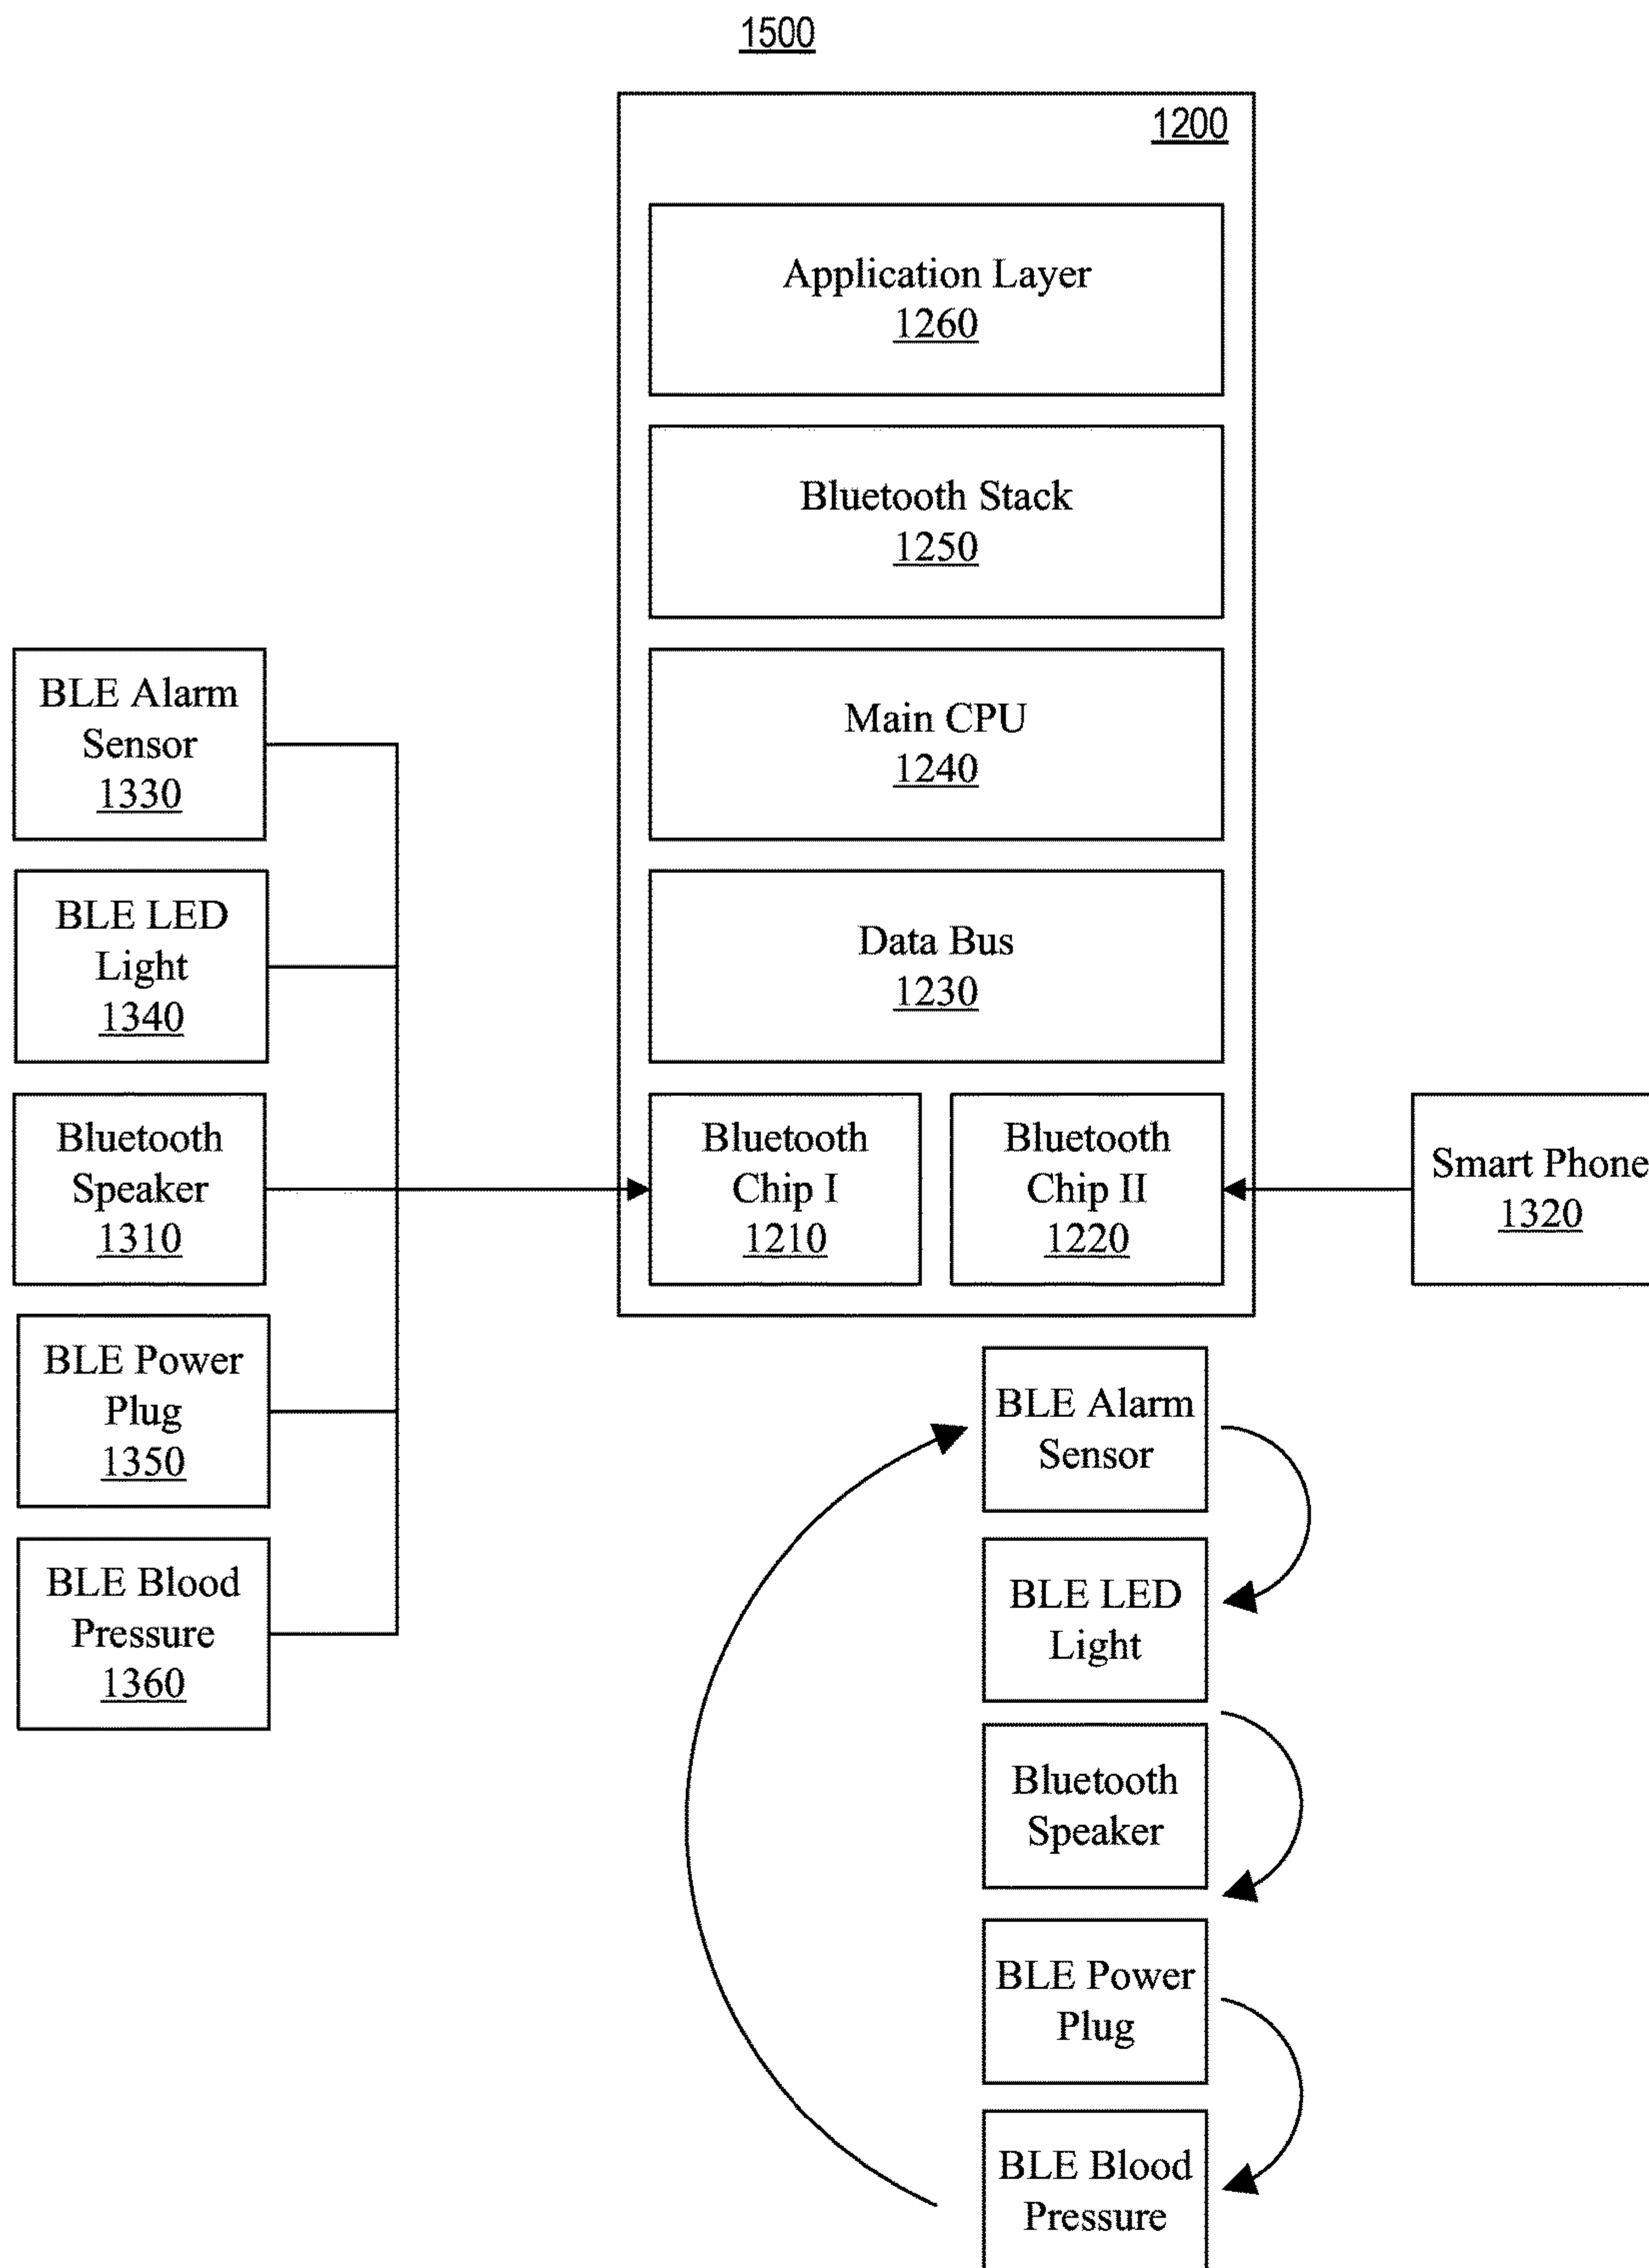 1500
1200
Application Layer
1260
Bluetooth Stack
1250
Main CPU
1240
Data Bus
1230
Bluetooth
Chip I
1210
Bluetooth
Chip II
1220
BLE Alarm
Sensor
1330
BLE LED
Light
1340
Bluetooth
Speaker
1310
BLE Power
Plug
1350
BLE Blood
Pressure
1360
Smart Phone
1320
BLE Alarm
Sensor
BLE LED
Light
Bluetooth
Speaker
BLE Power
Plug
BLE Blood
Pressure